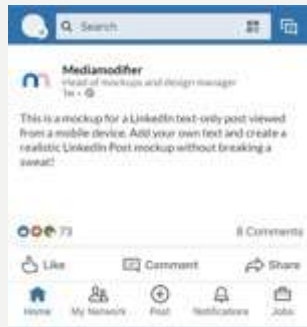 Search
Mediamodifier
Head of mockups and design manager
1w •
This is a mockup for a LinkedIn text-only post viewed
from a mobile device. Add your own text and create a
realistic LinkedIn Post mockup without breaking a
sweat!
73
8 Comments
Like
Comment
Share
Home
My Network
Post
Notifications
Jobs